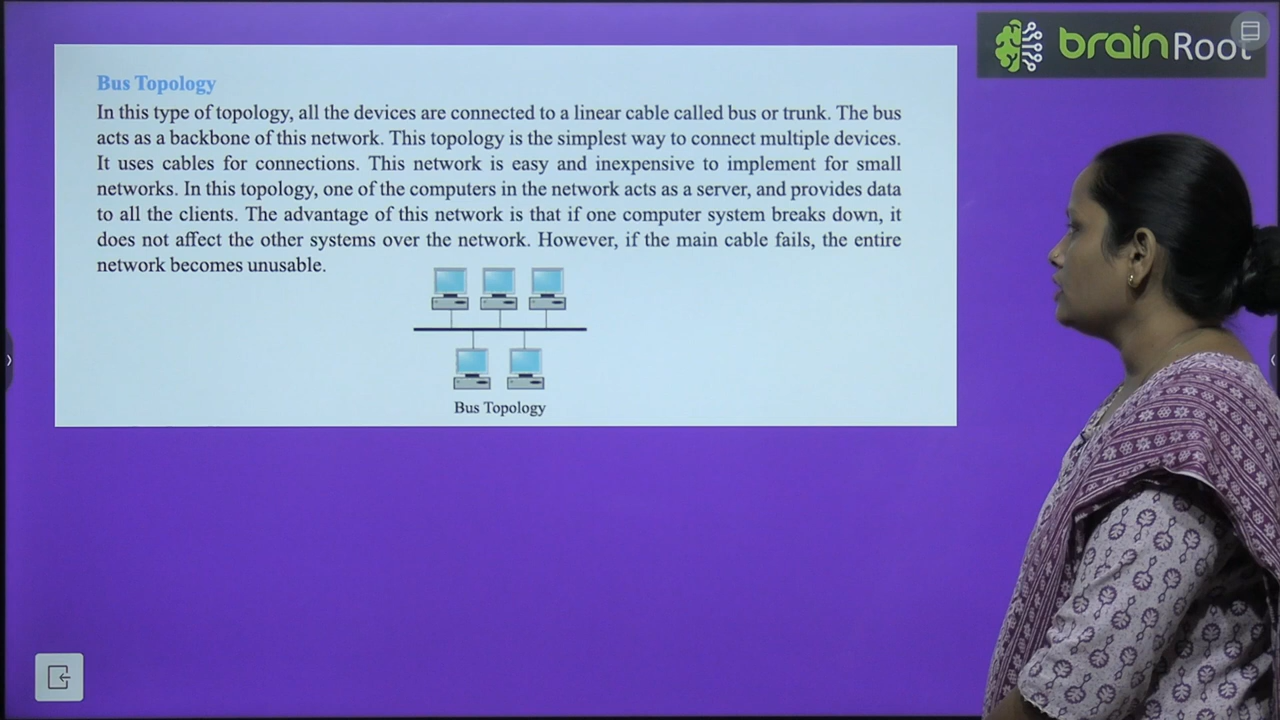 brainRoot
Bus Topology
In this type of topology, all the devices are connected to a linear cable called bus or trunk. The bus
acts as a backbone of this network. This topology is the simplest way to connect multiple devices.
It uses cables for connections. This network is easy and inexpensive to implement for small
networks. In this topology, one of the computers in the network acts as a server, and provides data
to all the clients. The advantage of this network is that if one computer system breaks down, it
does not affect the other systems over the network. However, if the main cable fails, the entire
network becomes unusable.
Bus Topology